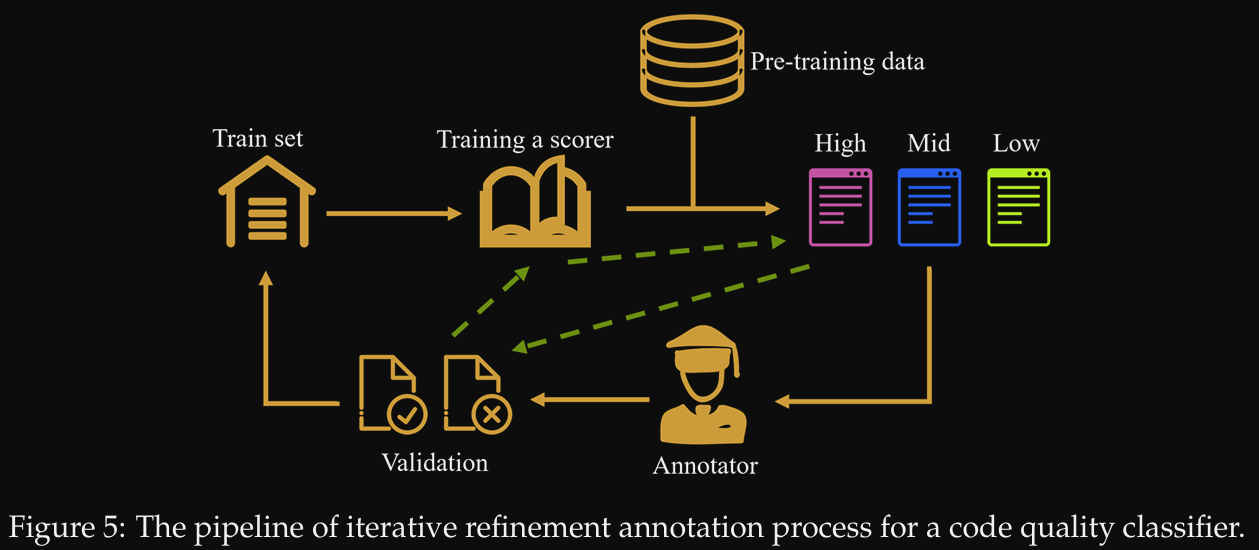 Pre-training data
Train set
Training a scorer
High
Mid
Low
Validation
Annotator
Figure 5: The pipeline of iterative refinement annotation process for a code quality classifier.